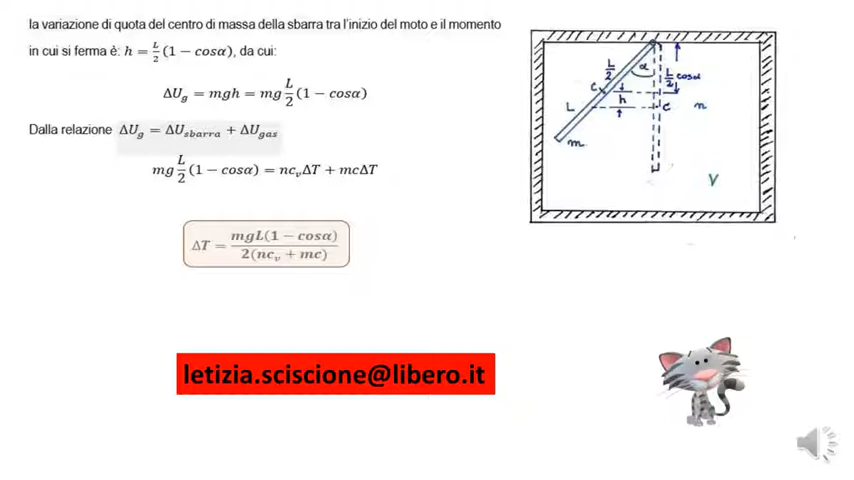 la variazione di quota del centro di massa della sbarra tra l'inizio del moto e il momento
in cui si ferma è: h = L/2 (1 − cosα), da cui:
ΔU_g = mgh = mg L/2 (1 − cosα)
Dalla relazione ΔU_g = ΔU_sbarra + ΔU_gas
mg L/2 (1 − cosα) = nc_vΔT + mcΔT
ΔT = mgL(1 − cosα) / 2(nc_v + mc)
L/2
α
L/2 cosα
C
h
L
C
n
m
V
letizia.sciscione@libero.it